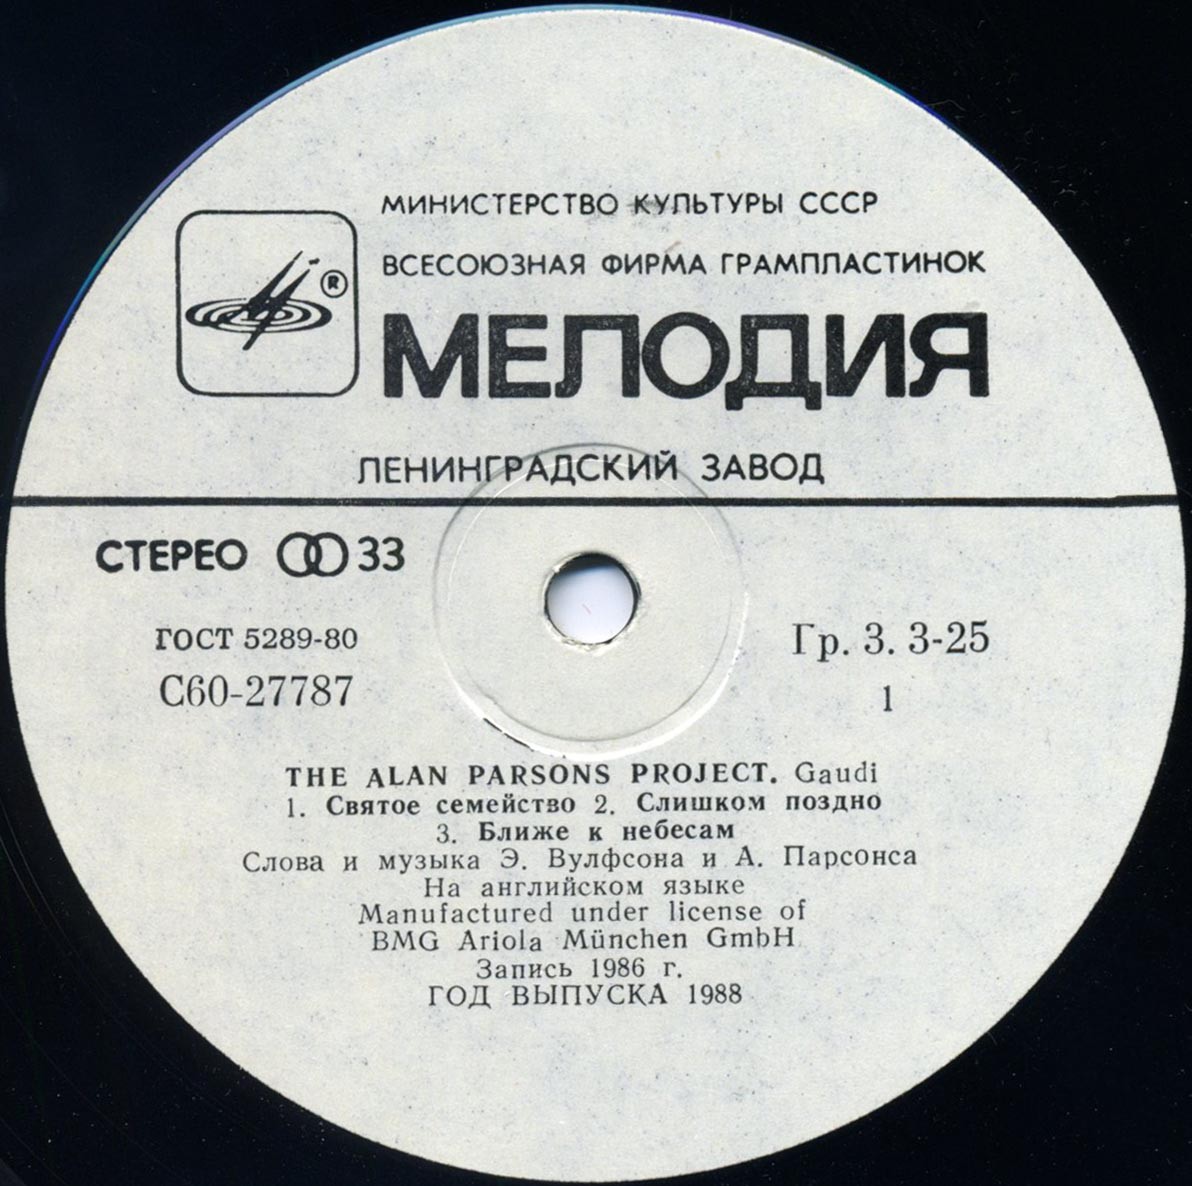 МИНИСТЕРСТВО КУЛЬТУРЫ СССР
ВСЕСОЮЗНАЯ ФИРМА ГРАМПЛАСТИНОК
®
МЕЛОДИЯ
ЛЕНИНГРАДСКИЙ ЗАВОД
СТЕРЕО 33
ГОСТ 5289-80
Гр. 3. 3-25
С60-27787
1
THE ALAN PARSONS PROJECT. Gaudi
1. Святое семейство 2. Слишком поздно
3. Ближе к небесам
Слова и музыка Э. Вулфсона и А. Парсонса
На английском языке
Manufactured under license of
BMG Ariola München GmbH
Запись 1986 г.
ГОД ВЫПУСКА 1988